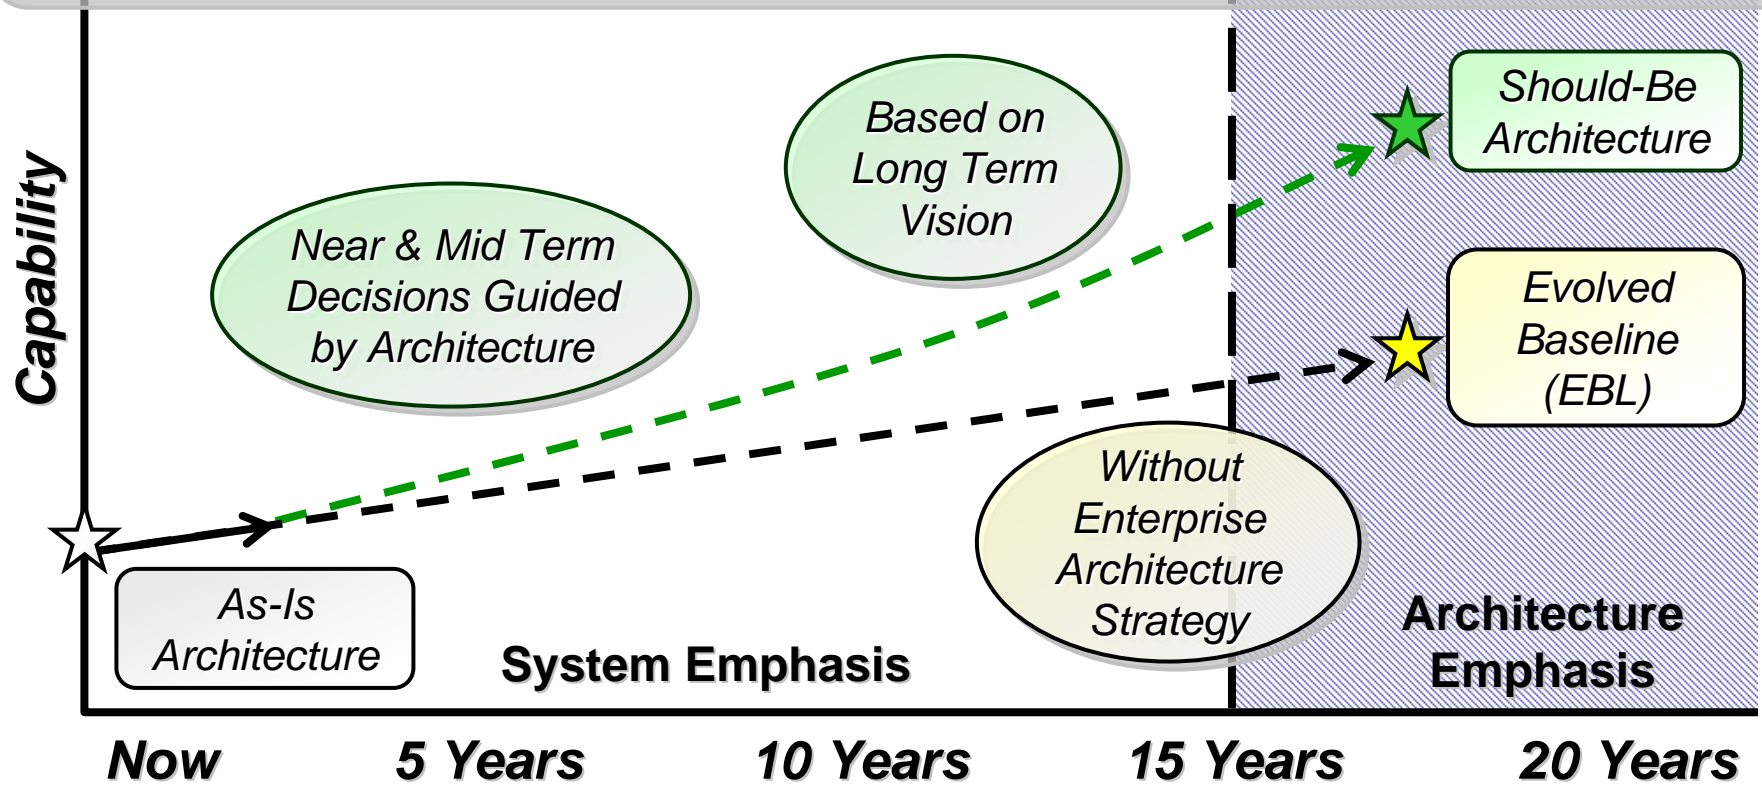 Capability
Should-Be
Architecture
Based on
Long Term
Vision
Near & Mid Term
Decisions Guided
by Architecture
Evolved
Baseline
(EBL)
Without
Enterprise
Architecture
Strategy
As-Is
Architecture
System Emphasis
Architecture
Emphasis
Now
5 Years
10 Years
15 Years
20 Years